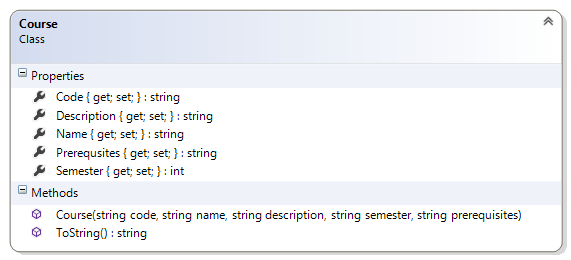 Course
Class
Properties
Code { get; set; } : string
Description { get; set; } : string
Name { get; set; } : string
Prerequsites { get; set; } : string
Semester { get; set; } : int
Methods
Course(string code, string name, string description, string semester, string prerequisites)
ToString() : string